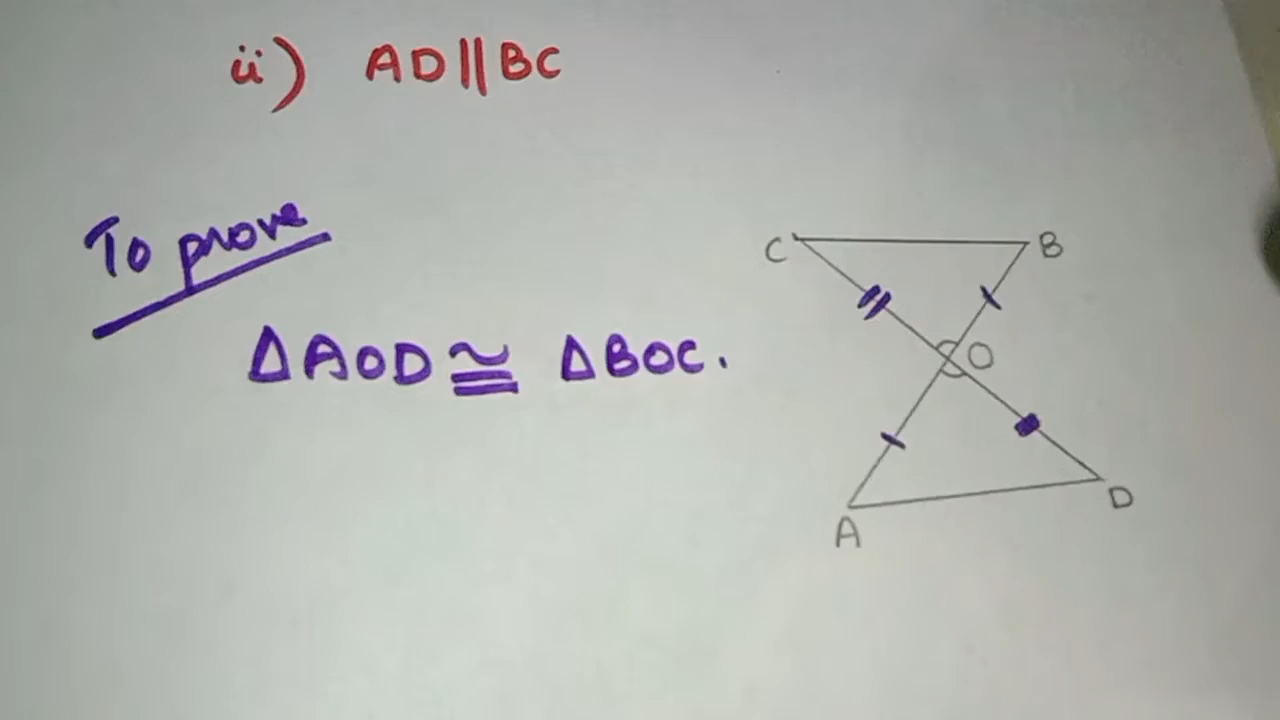 ii) AD||BC
To prove
ΔAOD ≅ ΔBOC.
C
B
O
A
D